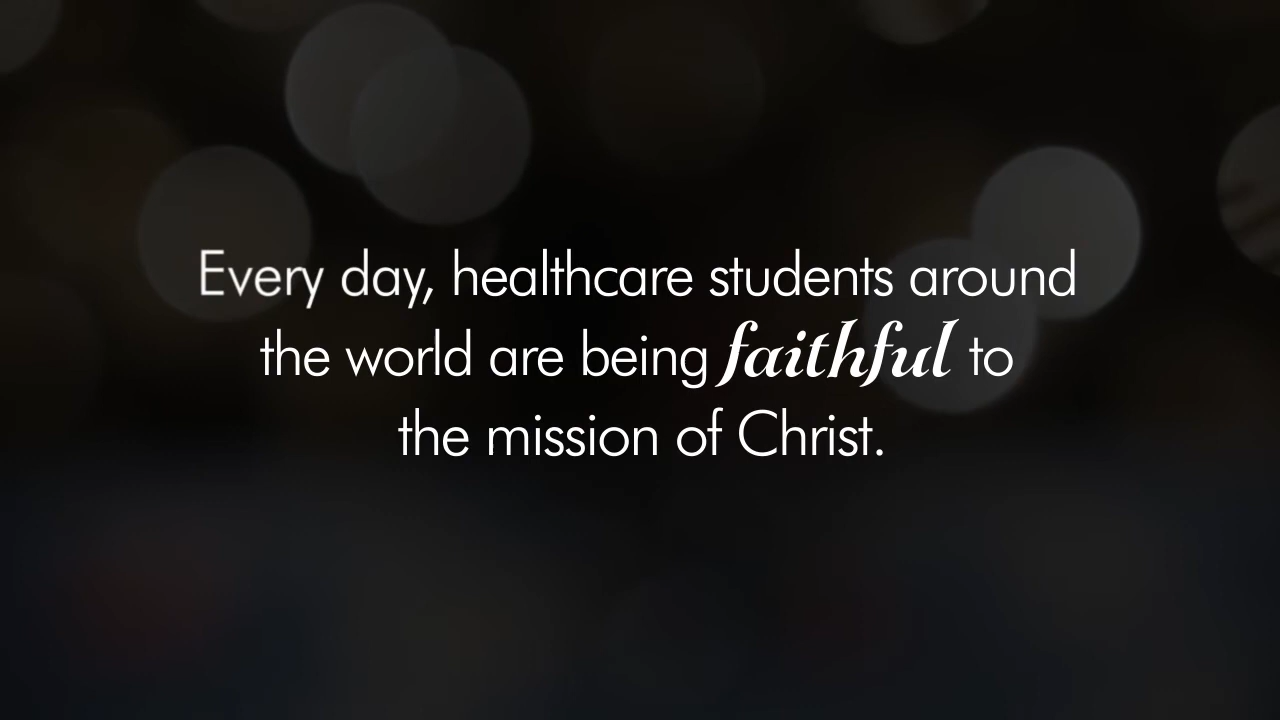 Every day, healthcare students around
the world are being faithful to
the mission of Christ.